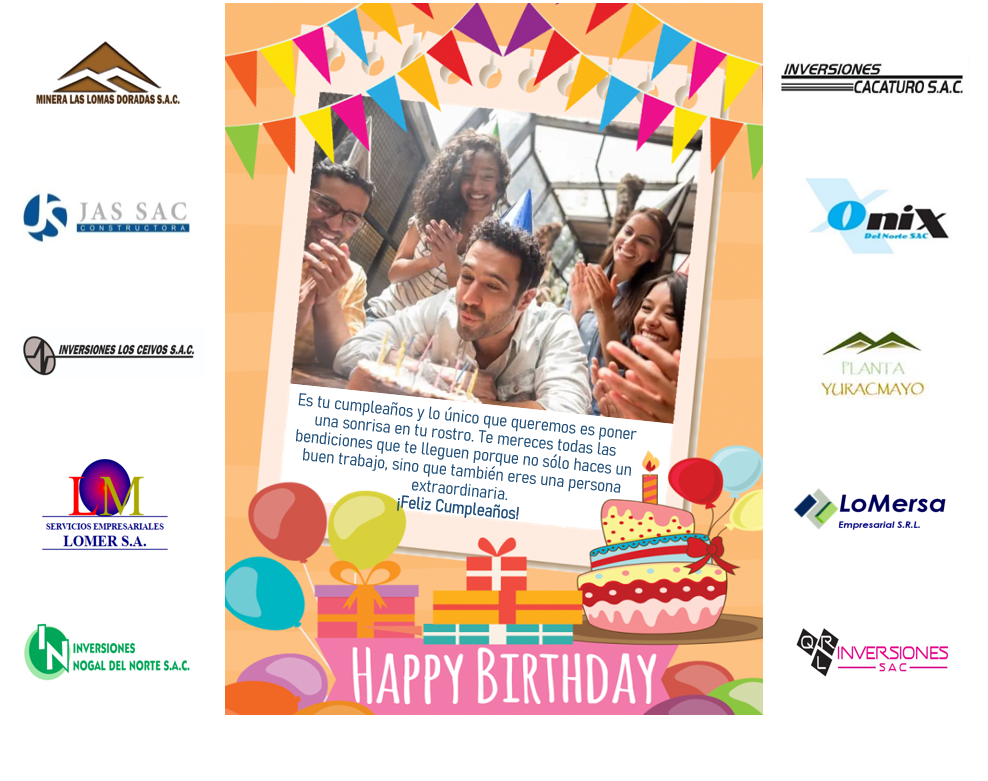 MINERA LAS LOMAS DORADAS S.A.C.
JAS SAC
CONSTRUCTORA
INVERSIONES LOS CEIVOS S.A.C.
LM
SERVICIOS EMPRESARIALES
LOMER S.A.
IN
INVERSIONES
NOGAL DEL NORTE S.A.C.
Es tu cumpleaños y lo único que queremos es poner
una sonrisa en tu rostro. Te mereces todas las
bendiciones que te lleguen porque no sólo haces un
buen trabajo, sino que también eres una persona
extraordinaria.
¡Feliz Cumpleaños!
HAPPY BIRTHDAY
INVERSIONES
CACATURO S.A.C.
Onix
Del Norte SAC
PLANTA
YURACMAYO
LoMersa
Empresarial S.R.L.
QRL
INVERSIONES
SAC